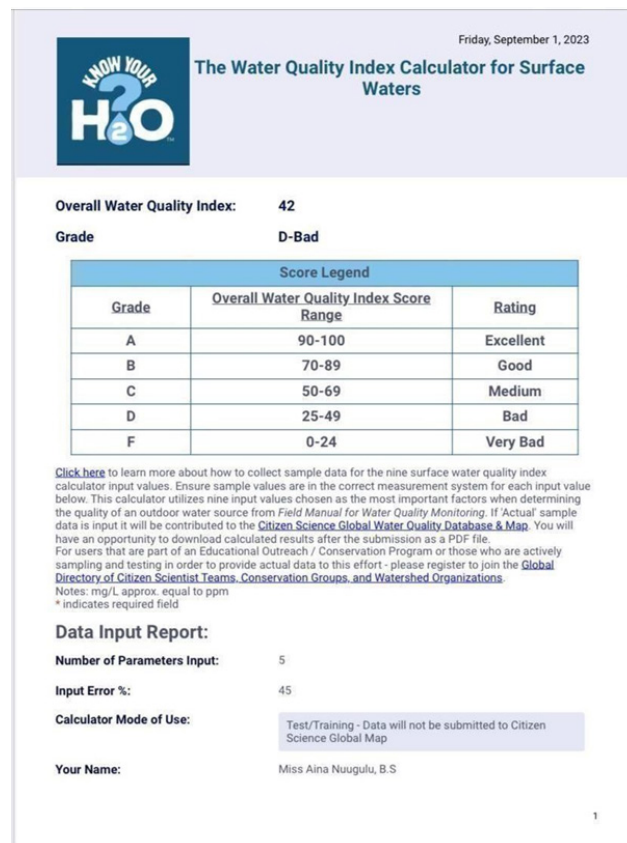 Friday, September 1, 2023
KNOW YOUR
?
H2O
™
The Water Quality Index Calculator for Surface
Waters
Overall Water Quality Index: 42
Grade D-Bad
Score Legend
Grade Overall Water Quality Index Score Range Rating
A 90-100 Excellent
B 70-89 Good
C 50-69 Medium
D 25-49 Bad
F 0-24 Very Bad
Click here to learn more about how to collect sample data for the nine surface water quality index
calculator input values. Ensure sample values are in the correct measurement system for each input value
below. This calculator utilizes nine input values chosen as the most important factors when determining
the quality of an outdoor water source from Field Manual for Water Quality Monitoring. If 'Actual' sample
data is input it will be contributed to the Citizen Science Global Water Quality Database & Map. You will
have an opportunity to download calculated results after the submission as a PDF file.
For users that are part of an Educational Outreach / Conservation Program or those who are actively
sampling and testing in order to provide actual data to this effort - please register to join the Global
Directory of Citizen Scientist Teams, Conservation Groups, and Watershed Organizations.
Notes: mg/L approx. equal to ppm
* indicates required field
Data Input Report:
Number of Parameters Input: 5
Input Error %: 45
Calculator Mode of Use: Test/Training - Data will not be submitted to Citizen
Science Global Map
Your Name: Miss Aina Nuugulu, B.S
1